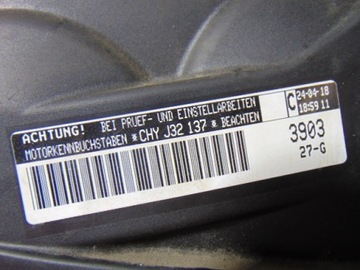 ACHTUNG! BEI PRUEF- UND EINSTELLARBEITEN
MOTORKENNBUCHSTABEN *CHY J32 137* BEACHTEN
C 24-04-18
18:59 11
3903
27-G